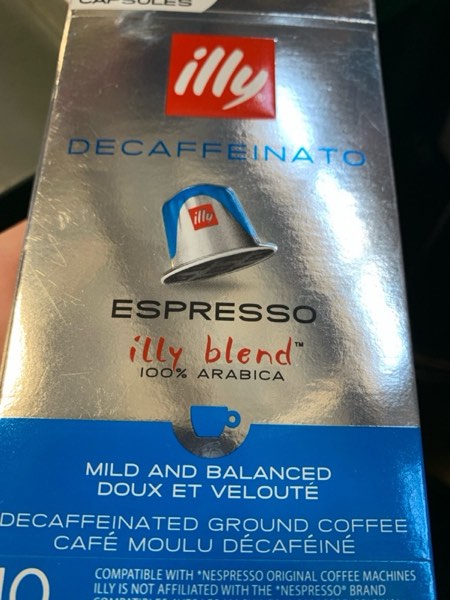 CAPSULES
illy
DECAFFEINATO
illy
ESPRESSO
illy blend™
100% ARABICA
MILD AND BALANCED
DOUX ET VELOUTÉ
DECAFFEINATED GROUND COFFEE
CAFÉ MOULU DÉCAFÉINÉ
10
COMPATIBLE WITH *NESPRESSO ORIGINAL COFFEE MACHINES
ILLY IS NOT AFFILIATED WITH THE *NESPRESSO® BRAND